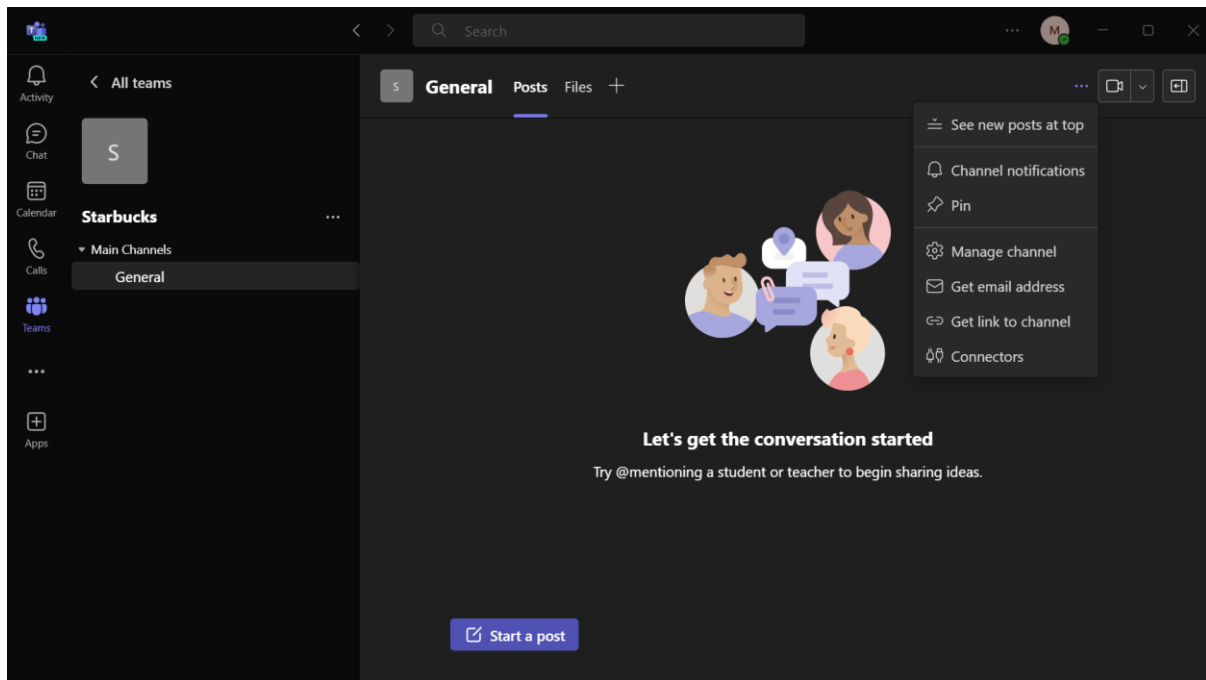 NEW
Search
M
Activity
Chat
Calendar
Calls
Teams
Apps
All teams
S
Starbucks
Main Channels
General
S
General
Posts
Files
See new posts at top
Channel notifications
Pin
Manage channel
Get email address
Get link to channel
Connectors
Let's get the conversation started
Try @mentioning a student or teacher to begin sharing ideas.
Start a post